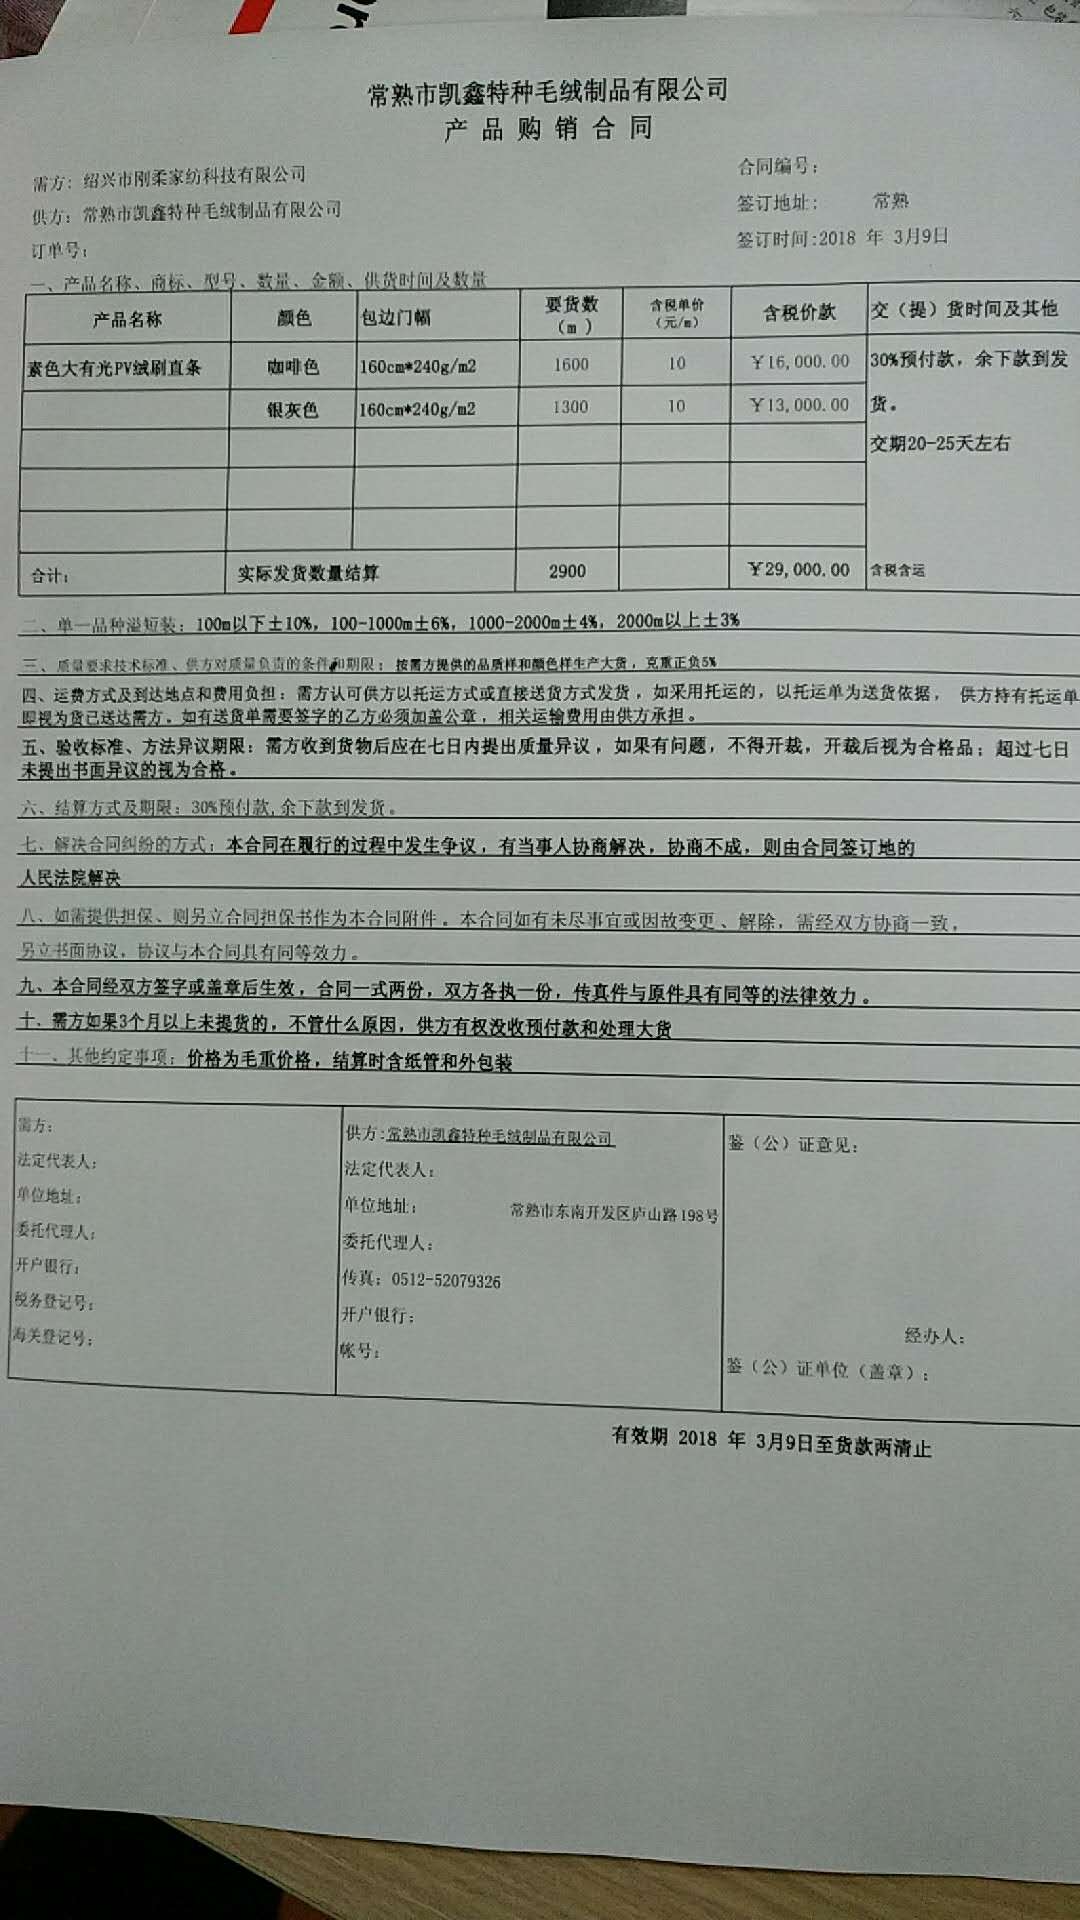 常熟市凯鑫特种毛绒制品有限公司
产品购销合同
需方: 绍兴市刚柔家纺科技有限公司
合同编号:
供方: 常熟市凯鑫特种毛绒制品有限公司
签订地址: 常熟
订单号:
签订时间:2018 年 3月9日
一、产品名称、商标、型号、数量、金额、供货时间及数量
产品名称 颜色 包边门幅 要货数(m) 含税单价(元/m) 含税价款 交（提）货时间及其他
素色大有光PV绒刷直条 咖啡色 160cm*240g/m2 1600 10 ￥16,000.00 30%预付款，余下款到发
银灰色 160cm*240g/m2 1300 10 ￥13,000.00 货。
交期20-25天左右
合计: 实际发货数量结算 2900 ￥29,000.00 含税含运
二、单一品种溢短装: 100m以下±10%，100-1000m±6%，1000-2000m±4%，2000m以上±3%
三、质量要求技术标准、供方对质量负责的条件和期限: 按需方提供的品质样和颜色样生产大货，克重正负5%
四、运费方式及到达地点和费用负担: 需方认可供方以托运方式或直接送货方式发货，如采用托运的，以托运单为送货依据， 供方持有托运单
即视为货已送达需方。如有送货单需要签字的乙方必须加盖公章，相关运输费用由供方承担。
五、验收标准、方法异议期限: 需方收到货物后应在七日内提出质量异议，如果有问题，不得开裁，开裁后视为合格品；超过七日
未提出书面异议的视为合格。
六、结算方式及期限: 30%预付款,余下款到发货。
七、解决合同纠纷的方式: 本合同在履行的过程中发生争议，有当事人协商解决，协商不成，则由合同签订地的
人民法院解决
八、如需提供担保、则另立合同担保书作为本合同附件。本合同如有未尽事宜或因故变更、解除，需经双方协商一致，
另立书面协议，协议与本合同具有同等效力。
九、本合同经双方签字或盖章后生效，合同一式两份，双方各执一份，传真件与原件具有同等的法律效力。
十、需方如果3个月以上未提货的，不管什么原因，供方有权没收预付款和处理大货
十一、其他约定事项: 价格为毛重价格，结算时含纸管和外包装
需方:
法定代表人:
单位地址:
委托代理人:
开户银行:
税务登记号:
海关登记号:
供方:常熟市凯鑫特种毛绒制品有限公司
法定代表人:
单位地址: 常熟市东南开发区庐山路198号
委托代理人:
传真: 0512-52079326
开户银行:
帐号:
鉴（公）证意见:
经办人:
鉴（公）证单位（盖章）:
有效期 2018 年 3月9日至货款两清止